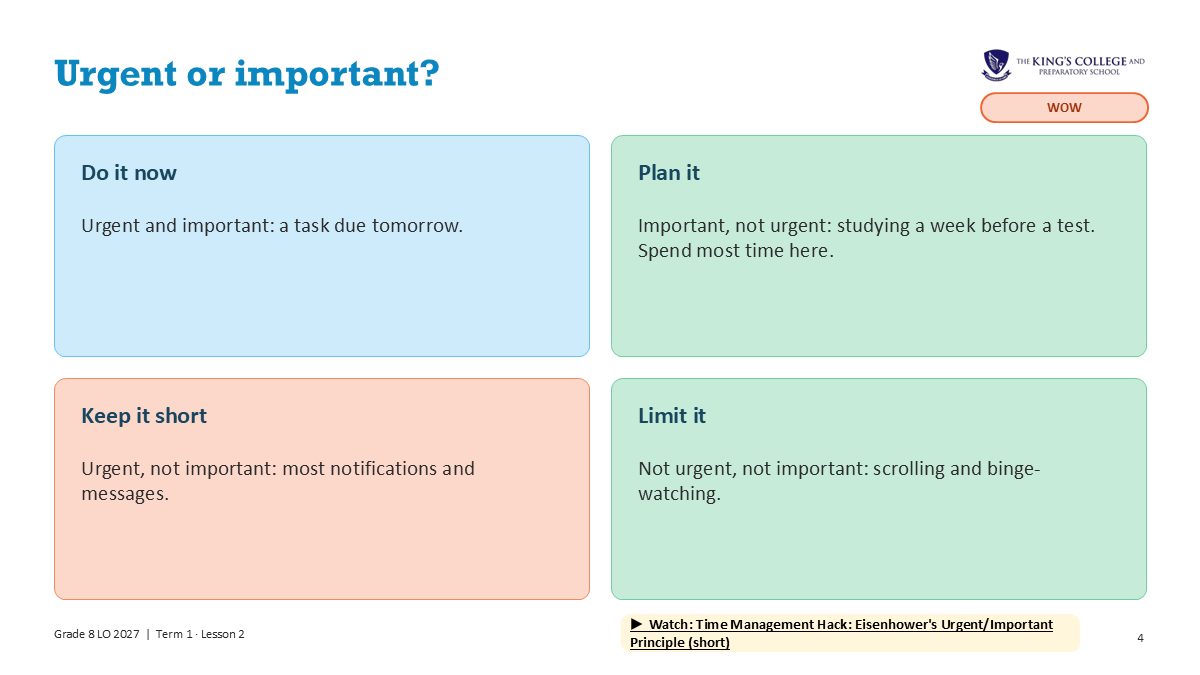 Urgent or important?
THE KING'S COLLEGE AND
PREPARATORY SCHOOL
WOW
Do it now
Urgent and important: a task due tomorrow.
Plan it
Important, not urgent: studying a week before a test.
Spend most time here.
Keep it short
Urgent, not important: most notifications and
messages.
Limit it
Not urgent, not important: scrolling and binge-
watching.
Grade 8 LO 2027 | Term 1 · Lesson 2
▶ Watch: Time Management Hack: Eisenhower's Urgent/Important
Principle (short)
4